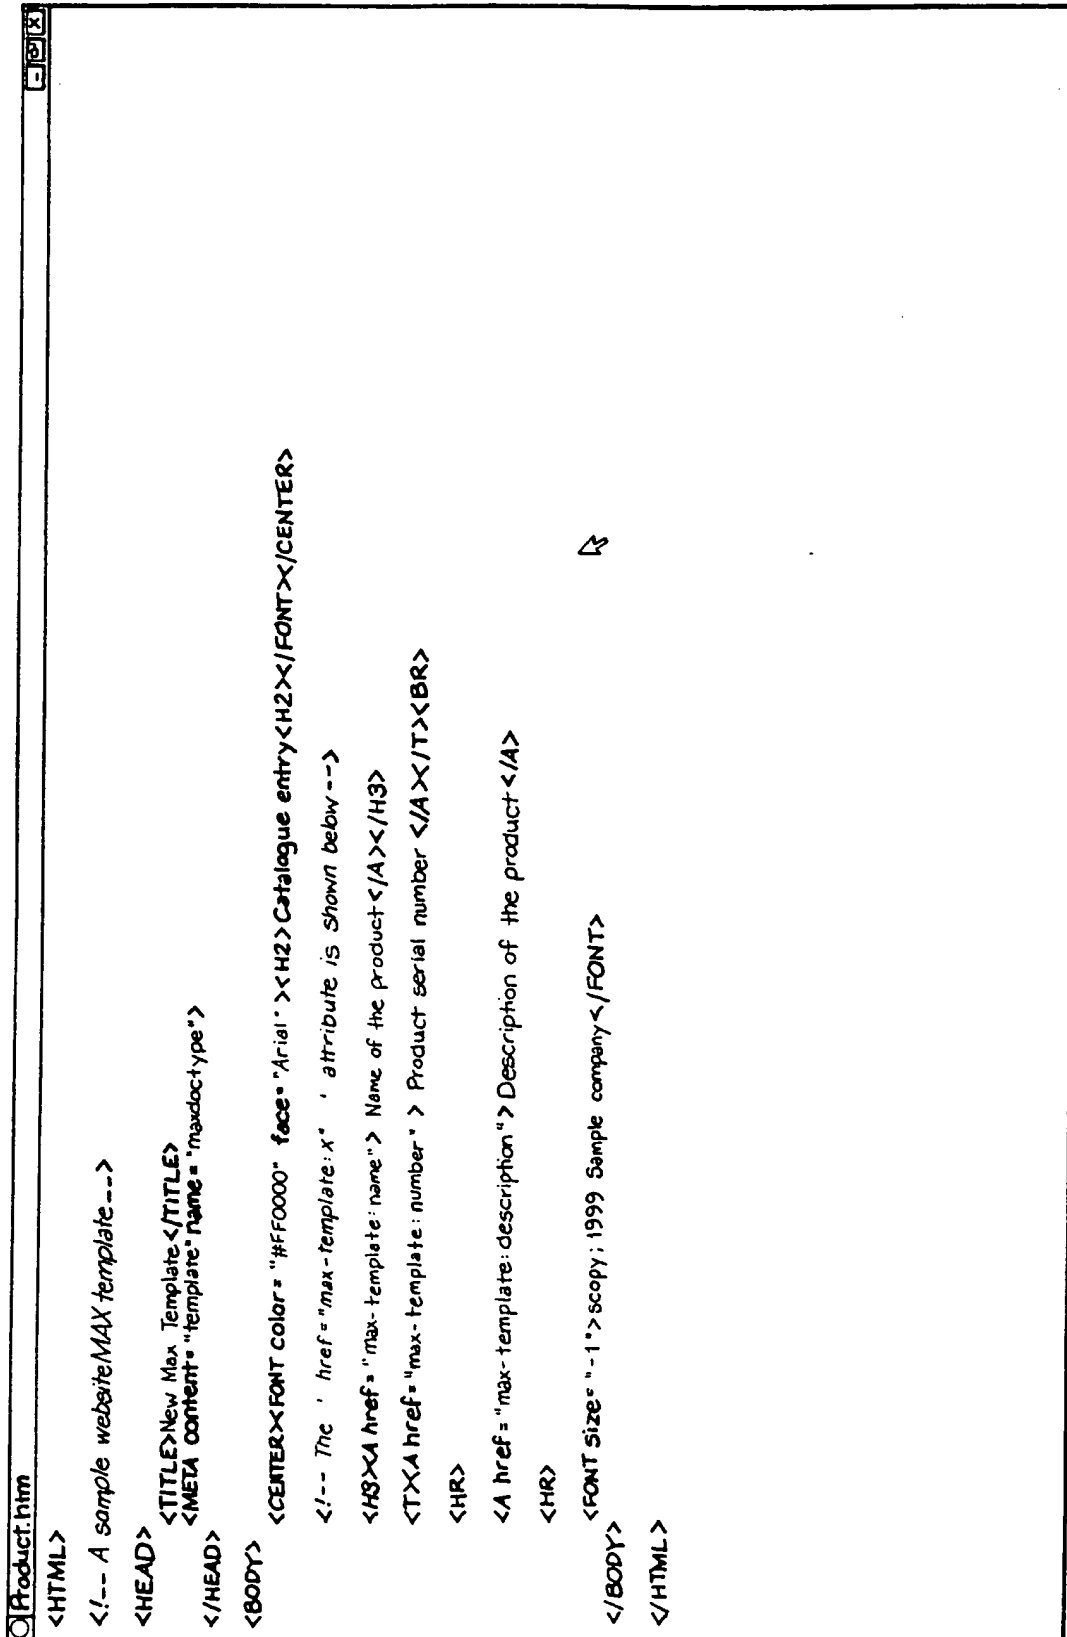 Product.htm
<HTML>
<!-- A sample websiteMAX template-->
<HEAD>
<TITLE>New Max Template</TITLE>
<META content="template" name="maxdoctype">
</HEAD>
<BODY>
<CENTER><FONT color="#FF0000" face="Arial"><H2>Catalogue entry<H2></FONT></CENTER>
<!-- The ' href="max-template:x" ' attribute is shown below-->
<H3><A href="max-template:name"> Name of the product</A></H3>
<T><A href="max-template:number"> Product serial number </A></T><BR>
<HR>
<A href="max-template:description"> Description of the product</A>
<HR>
<FONT size="-1">scopy; 1999 Sample company</FONT>
</BODY>
</HTML>